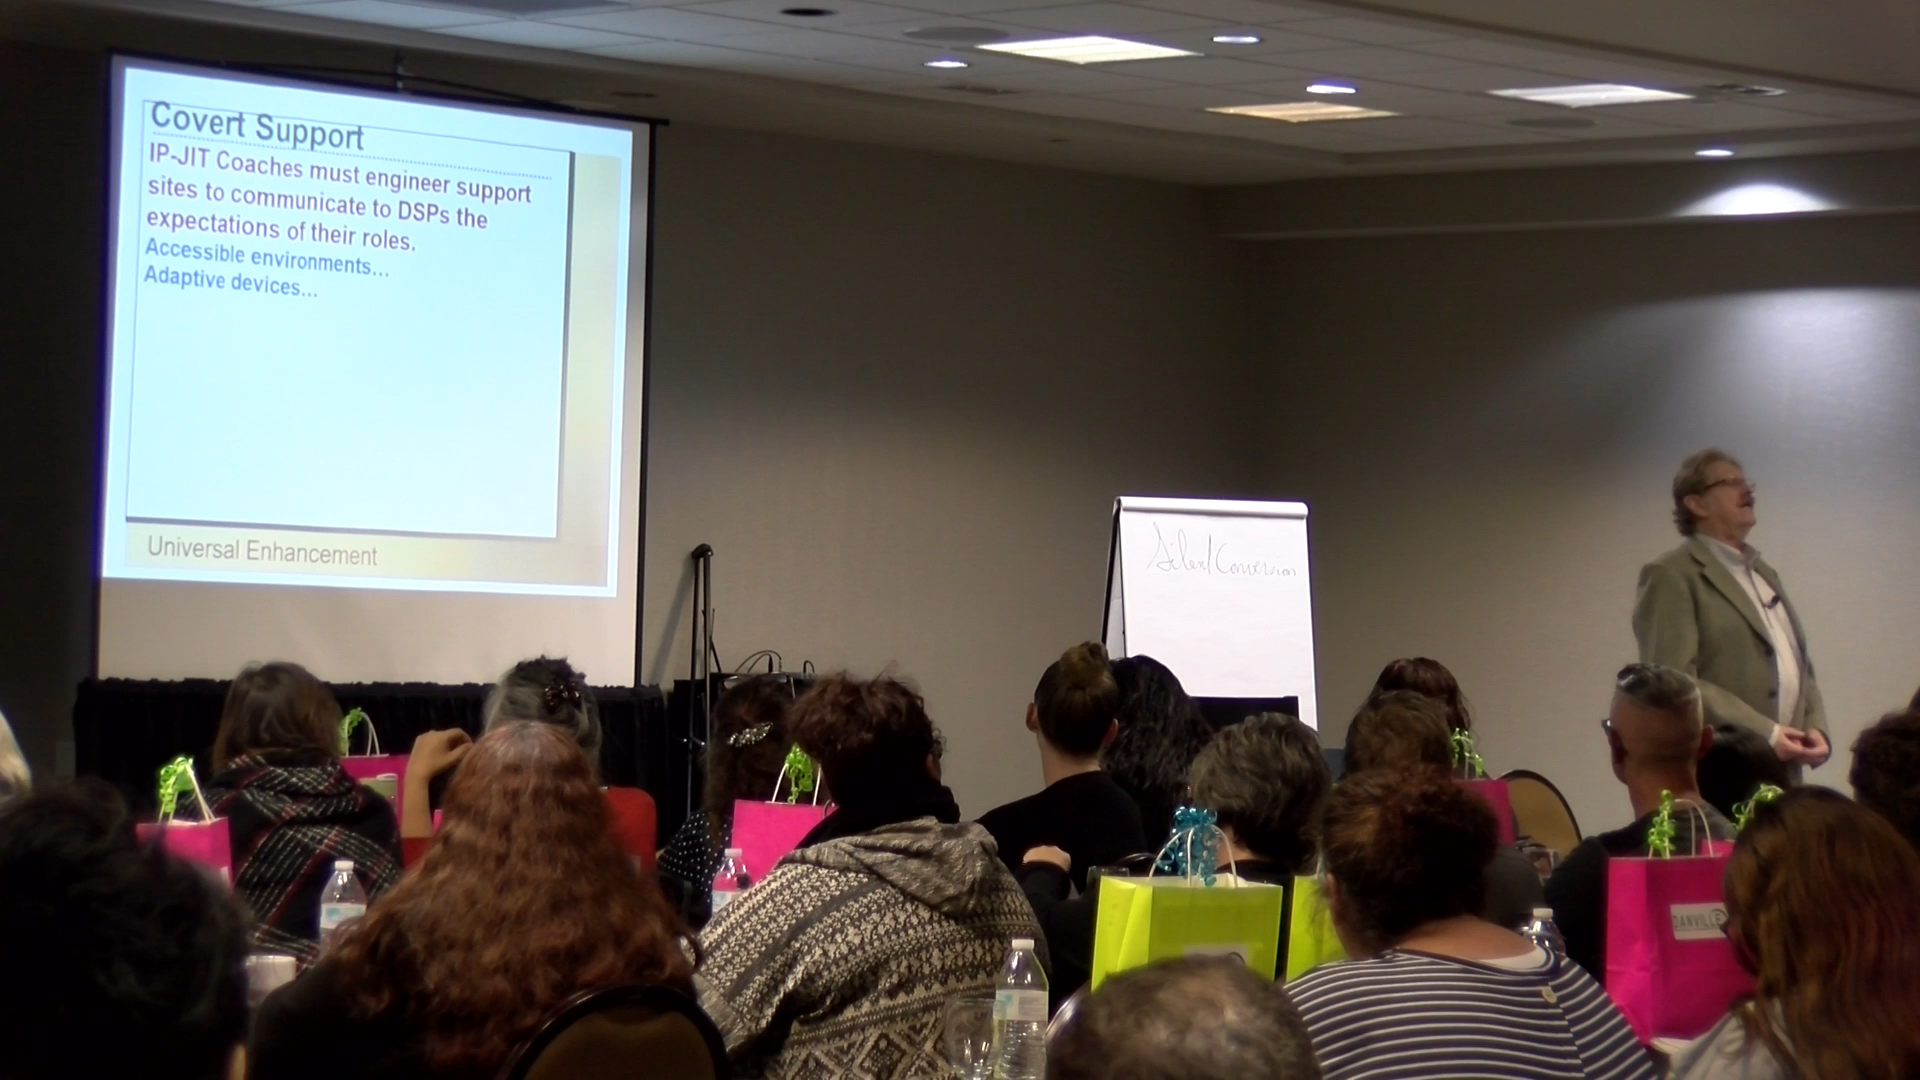 Covert Support
IP-JIT Coaches must engineer support
sites to communicate to DSPs the
expectations of their roles.
Accessible environments...
Adaptive devices...
Universal Enhancement
Silent Conversion
DANVILLE